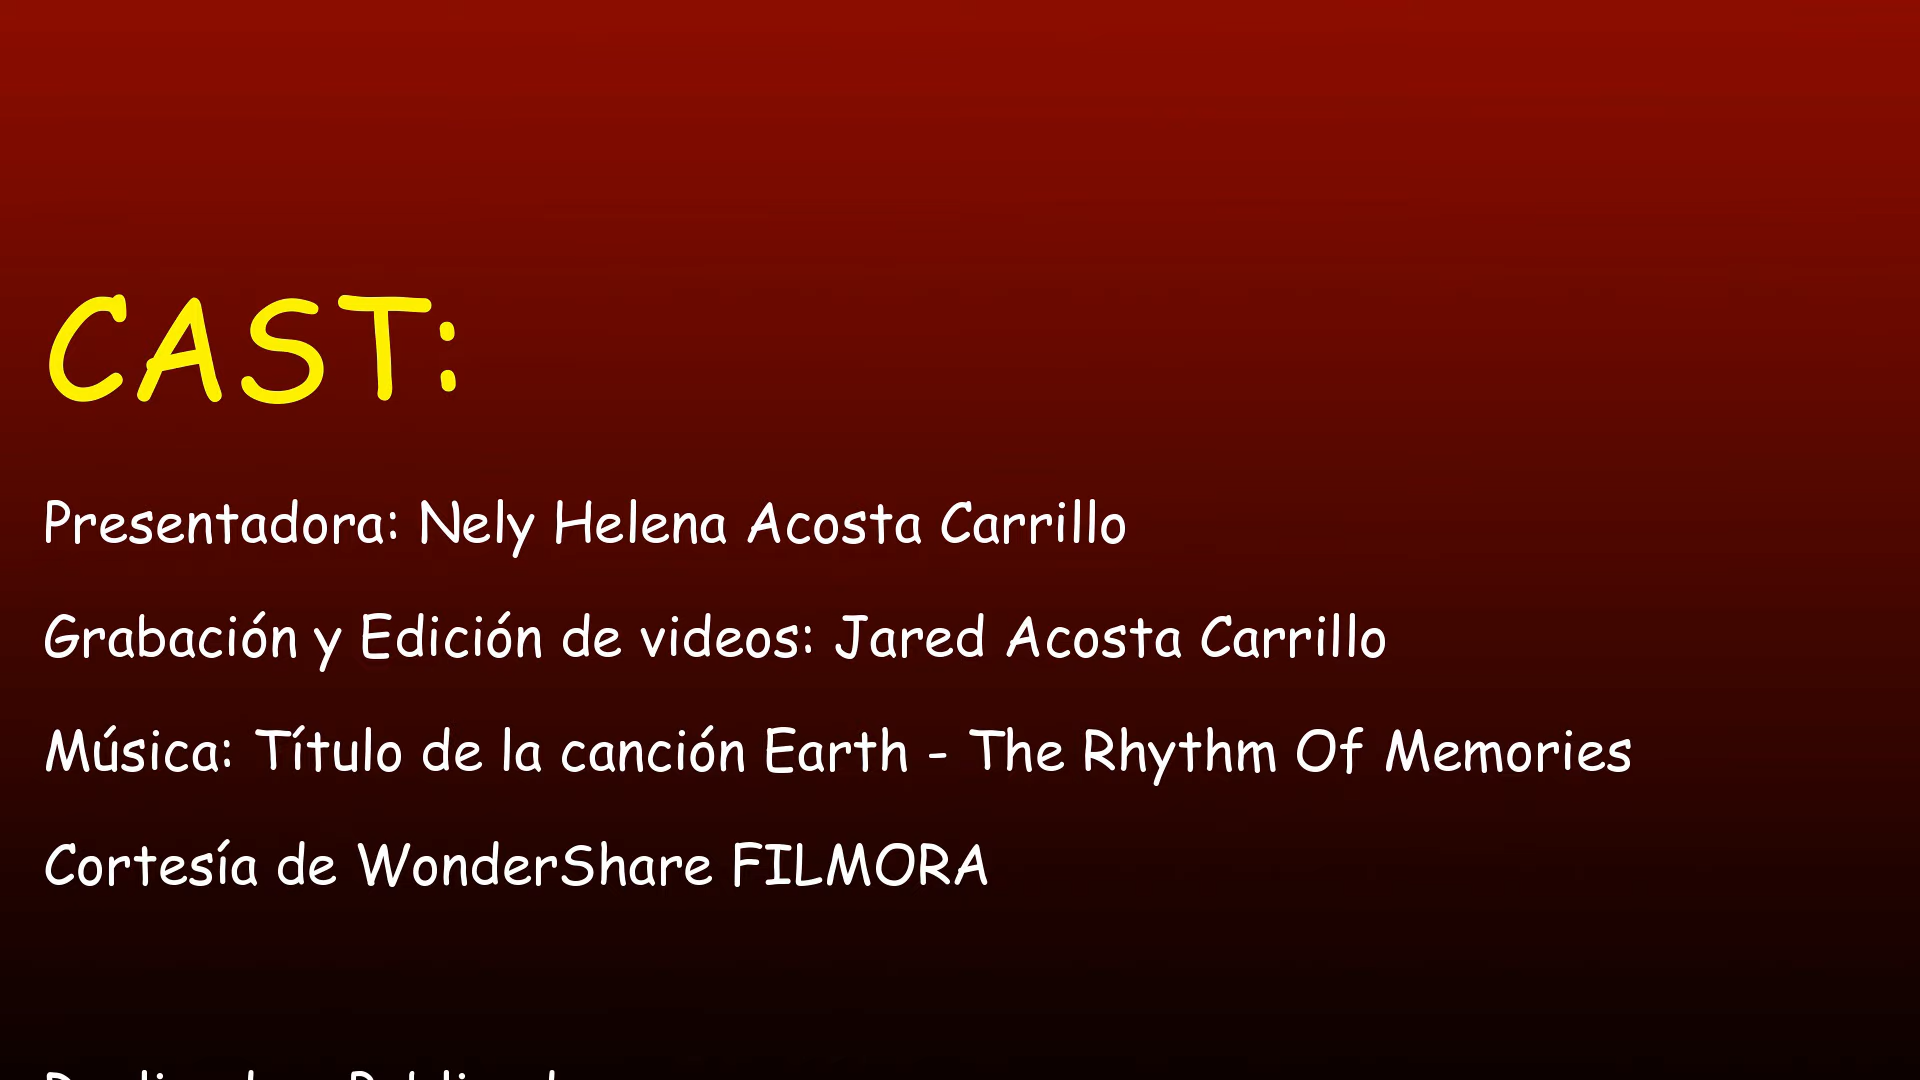 CAST:
Presentadora: Nely Helena Acosta Carrillo
Grabación y Edición de videos: Jared Acosta Carrillo
Música: Título de la canción Earth - The Rhythm Of Memories
Cortesía de WonderShare FILMORA